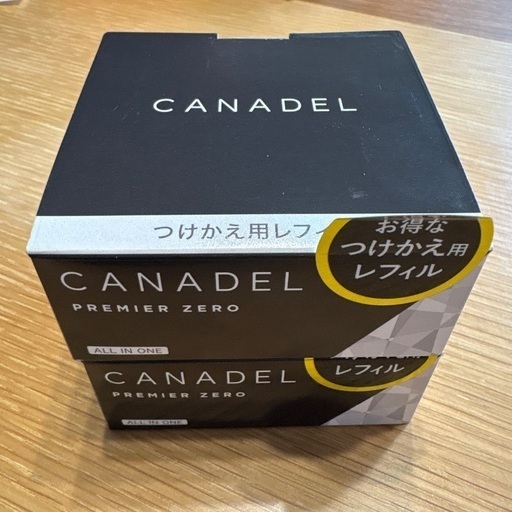 CANADEL
つけかえ用レフィ
お得な
つけかえ用
レフィル
CANADEL
PREMIER ZERO
ALL IN ONE
レフィル
CANADEL
PREMIER ZERO
ALL IN ONE